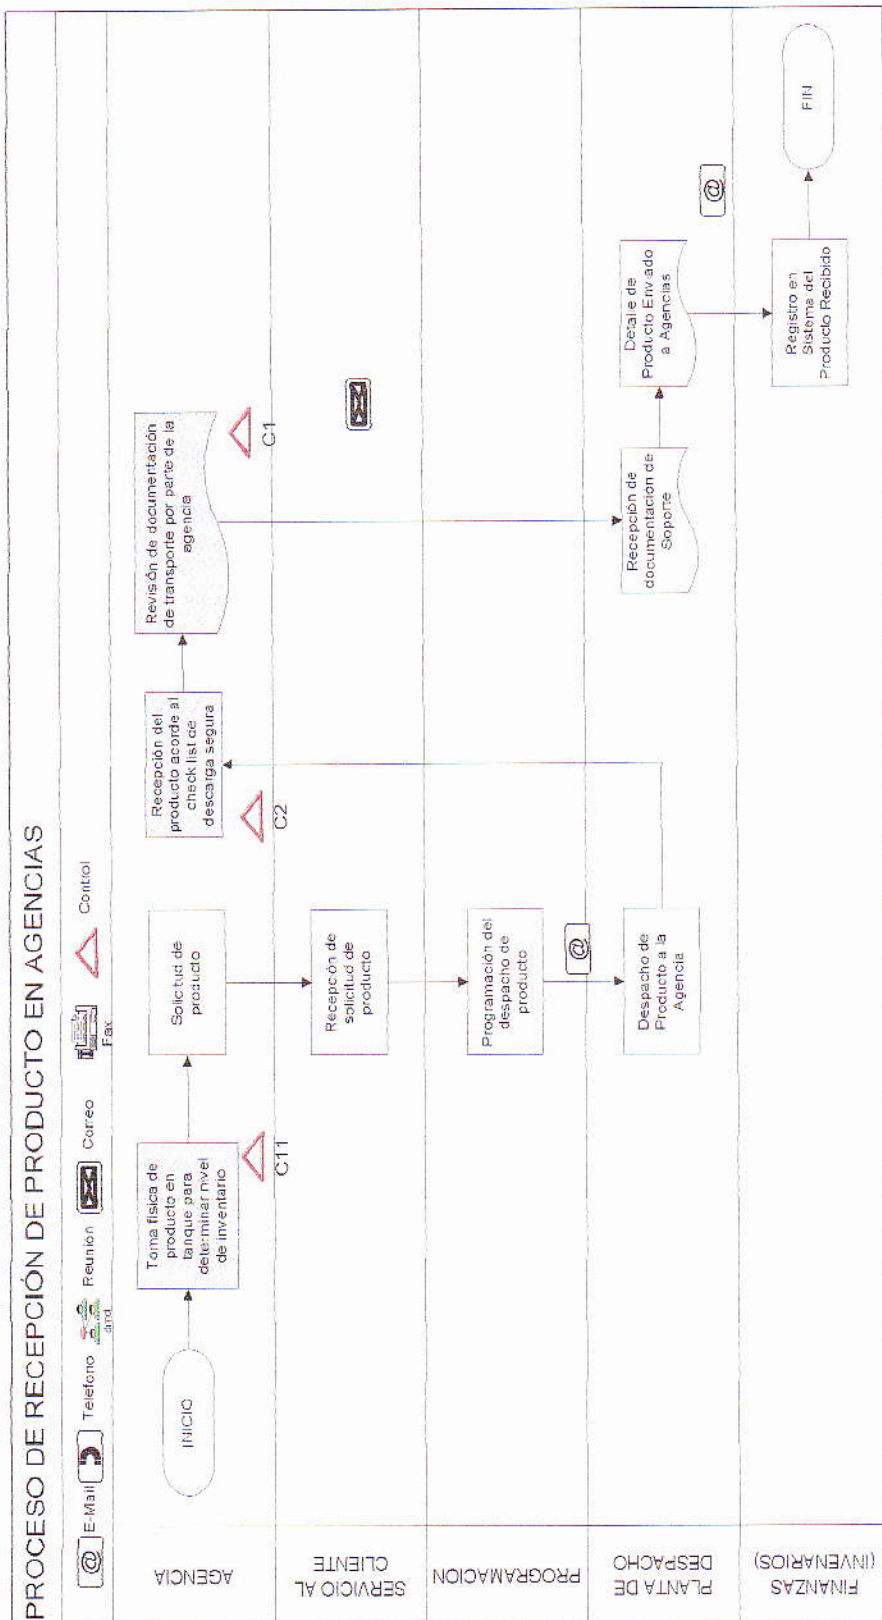 PROCESO DE RECEPCIÓN DE PRODUCTO EN AGENCIAS
@ E-Mail
Teléfono
Reunión
Correo
Fax
Control
AGENCIA
INICIO
Toma física de
producto en
tanque para
determinar nivel
de inventario
C11
Solicitud de
producto
Recepción del
producto acorde al
check list de
descarga segura
C2
Revisión de documentación
de transporte por parte de la
agencia
C1
SERVICIO AL
CLIENTE
Recepción de
solicitud de
producto
PROGRAMACION
Programación del
despacho de
producto
@
PLANTA DE
DESPACHO
Despacho de
Producto a la
Agencia
Recepción de
documentación de
Soporte
Detalle de
Producto Enviado
a Agencias
@
FINANZAS
(INVENARIOS)
Registro en
Sistema del
Producto Recibido
FIN